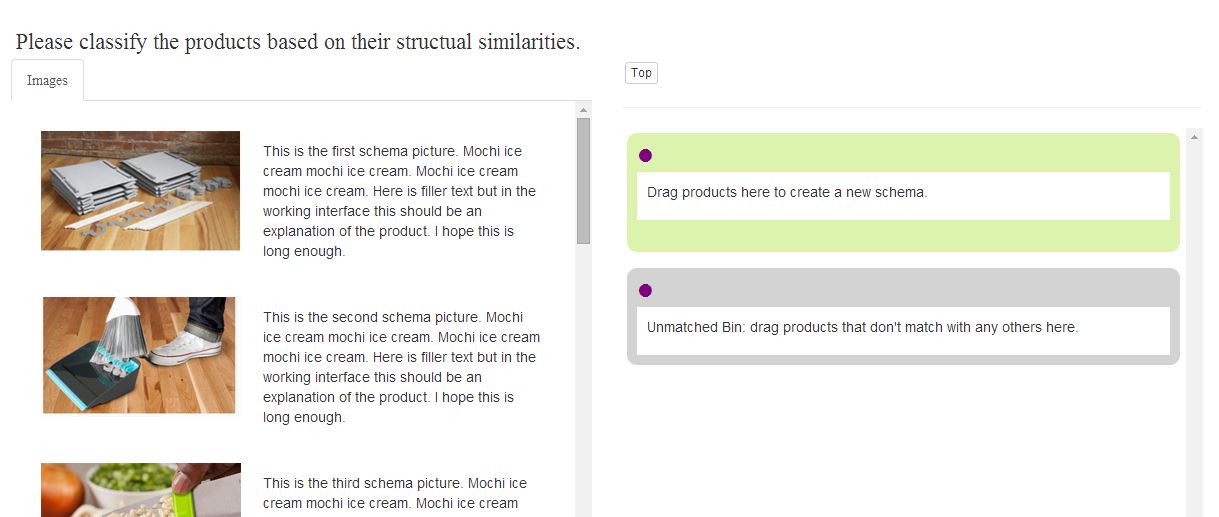 Please classify the products based on their structual similarities.
Images
This is the first schema picture. Mochi ice
cream mochi ice cream. Mochi ice cream
mochi ice cream. Here is filler text but in the
working interface this should be an
explanation of the product. I hope this is
long enough.
This is the second schema picture. Mochi
ice cream mochi ice cream. Mochi ice cream
mochi ice cream. Here is filler text but in the
working interface this should be an
explanation of the product. I hope this is
long enough.
This is the third schema picture. Mochi ice
cream mochi ice cream. Mochi ice cream
Top
Drag products here to create a new schema.
Unmatched Bin: drag products that don't match with any others here.